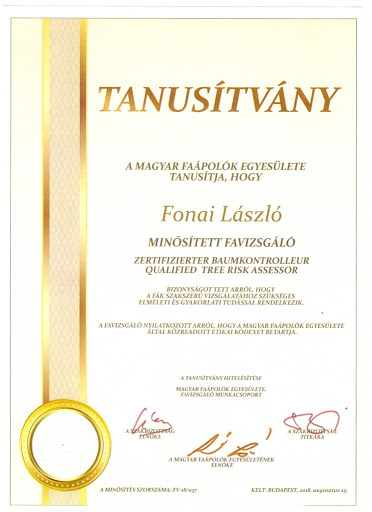 TANUSÍTVÁNY
A MAGYAR FAÁPOLÓK EGYESÜLETE
TANUSÍTJA, HOGY
Fonai László
MINŐSÍTETT FAVIZSGÁLÓ
ZERTIFIZIERTER BAUMKONTROLLEUR
QUALIFIED TREE RISK ASSESSOR
BIZONYSÁGOT TETT ARRÓL, HOGY
A FÁK SZAKSZERŰ VIZSGÁLATÁHOZ SZÜKSÉGES
ELMÉLETI ÉS GYAKORLATI TUDÁSSAL RENDELKEZIK.
A FAVIZSGÁLÓ NYILATKOZOTT ARRÓL, HOGY A MAGYAR FAÁPOLÓK EGYESÜLETE
ÁLTAL KÖZREADOTT ETIKAI KÓDEXET BETARTJA.
A TANUSÍTVÁNY HITELESÍTÉSE
MAGYAR FAÁPOLÓK EGYESÜLETE,
FAVIZSGÁLÓ MUNKACSOPORT
A SZAKBIZOTTSÁG
ELNÖKE
A SZAKBIZOTTSÁG
TITKÁRA
A MAGYAR FAÁPOLÓK EGYESÜLETÉNEK
ELNÖKE
A MINŐSÍTÉS SORSZÁMA: FV-18/037
KELT: BUDAPEST, 2018. augusztus 25.